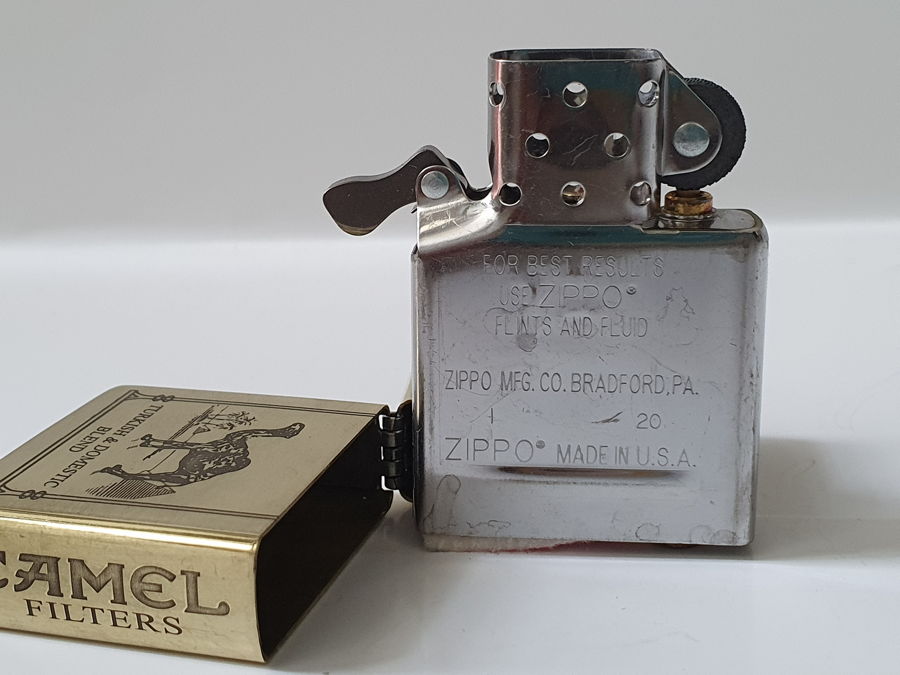 FOR BEST RESULTS
USE ZIPPO®
FLINTS AND FLUID
ZIPPO MFG. CO. BRADFORD, PA.
I 20
ZIPPO® MADE IN U.S.A.
TURKISH & DOMESTIC
BLEND
CAMEL
FILTERS